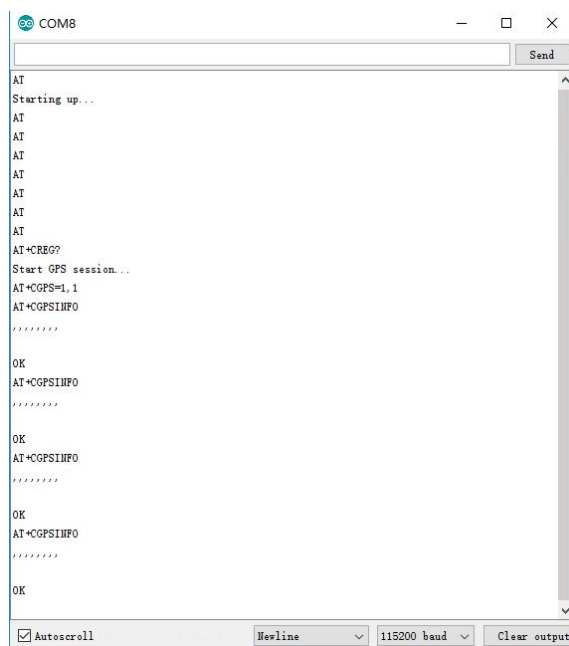 COM8
Send
AT
Starting up...
AT
AT
AT
AT
AT
AT
AT
AT+CREG?
Start GPS session...
AT+CGPS=1,1
AT+CGPSINFO
,,,,,,,,
OK
AT+CGPSINFO
,,,,,,,,
OK
AT+CGPSINFO
,,,,,,,,
OK
AT+CGPSINFO
,,,,,,,,
OK
Autoscroll Newline 115200 baud Clear output